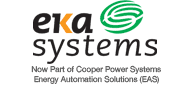 eka
systems
Now Part of Cooper Power Systems
Energy Automation Solutions (EAS)